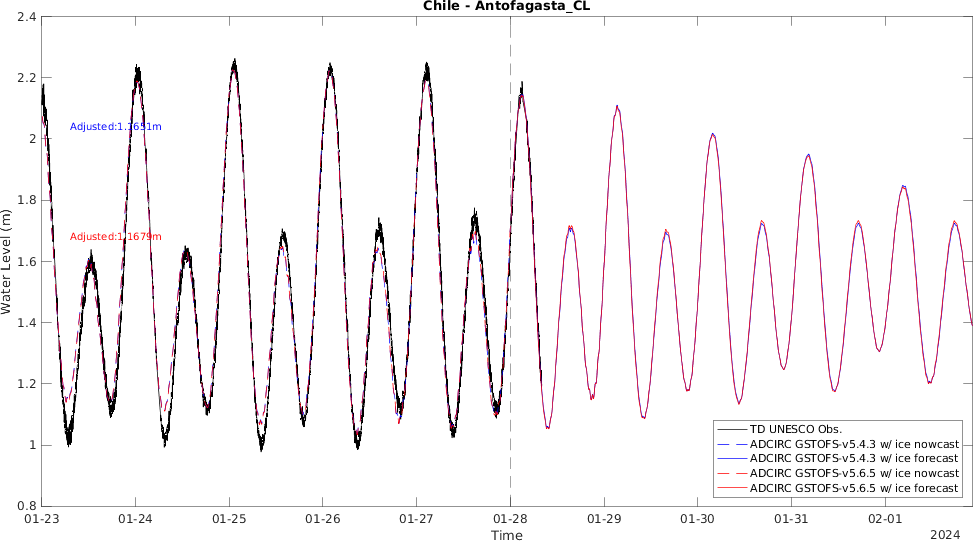 Chile - Antofagasta_CL
2.4
2.2
2
1.8
1.6
1.4
1.2
1
0.8
Water Level (m)
Adjusted:1.1651m
Adjusted:1.1679m
01-23
01-24
01-25
01-26
01-27
01-28
01-29
01-30
01-31
02-01
Time
2024
TD UNESCO Obs.
ADCIRC GSTOFS-v5.4.3 w/ ice nowcast
ADCIRC GSTOFS-v5.4.3 w/ ice forecast
ADCIRC GSTOFS-v5.6.5 w/ ice nowcast
ADCIRC GSTOFS-v5.6.5 w/ ice forecast